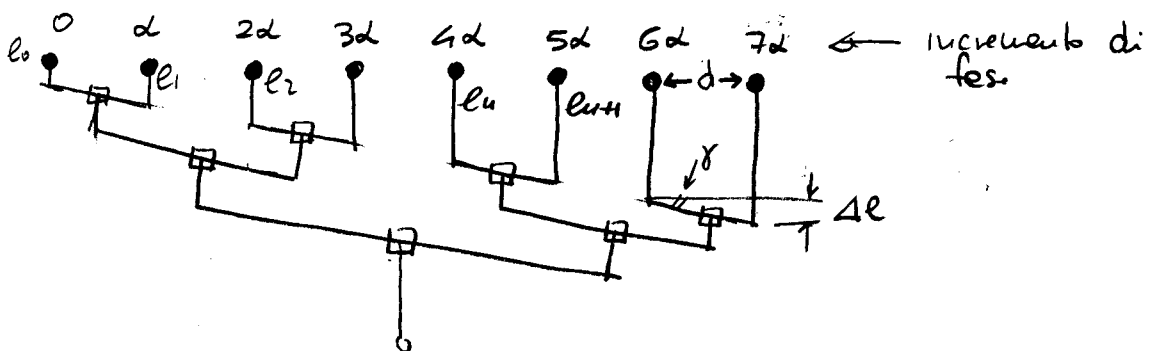 0 α 2α 3α 4α 5α 6α 7α ← incremento di
fase
l0 l1 l2 ln ln+1 ← d →
γ
Δl